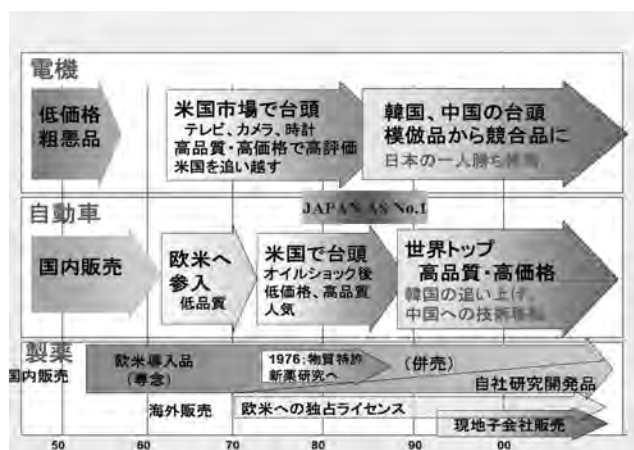 電機
低価格
粗悪品
米国市場で台頭
テレビ、カメラ、時計
高品質・高価格で高評価
米国を追い越す
韓国、中国の台頭
模倣品から競合品に
日本の一人勝ち
JAPAN AS No.1
自動車
国内販売
欧米へ
参入
低品質
米国で台頭
オイルショック後
低価格、高品質
人気
世界トップ
高品質・高価格
韓国の追い上げ、
中国への技術移転
製薬
国内販売
欧米導入品
(専念)
1976:物質特許
新薬研究へ
(併売)
自社研究開発品
海外販売
欧米への独占ライセンス
現地子会社販売
50 60 70 80 90 00